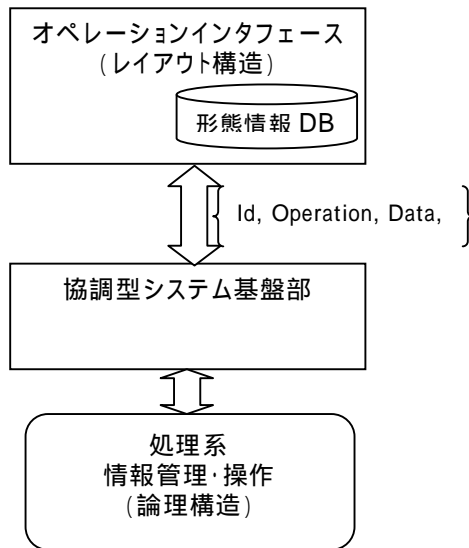 オペレーションインタフェース
(レイアウト構造)
形態情報 DB
{ Id, Operation, Data, }
協調型システム基盤部
処理系
情報管理・操作
(論理構造)